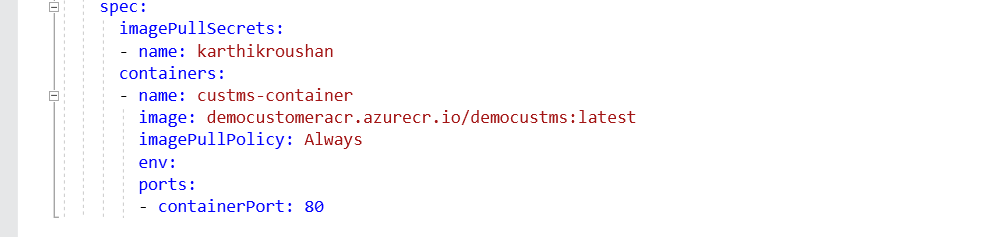 spec:
imagePullSecrets:
- name: karthikroushan
containers:
- name: custms-container
image: democustomeracr.azurecr.io/democustms:latest
imagePullPolicy: Always
env:
ports:
- containerPort: 80